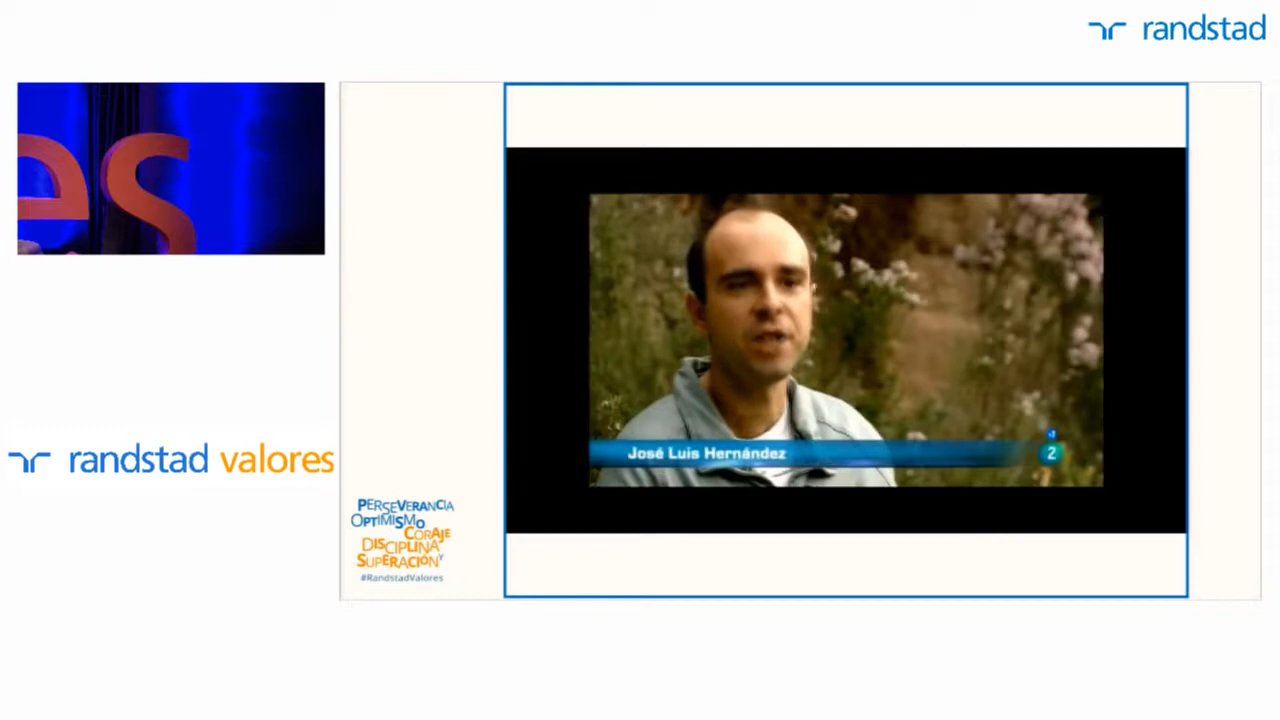 randstad
es
randstad valores
José Luis Hernández
2
PERSEVERANCIA
OPTIMISMO
CORAJE
DISCIPLINA Y
SUPERACIÓN
#RandstadValores